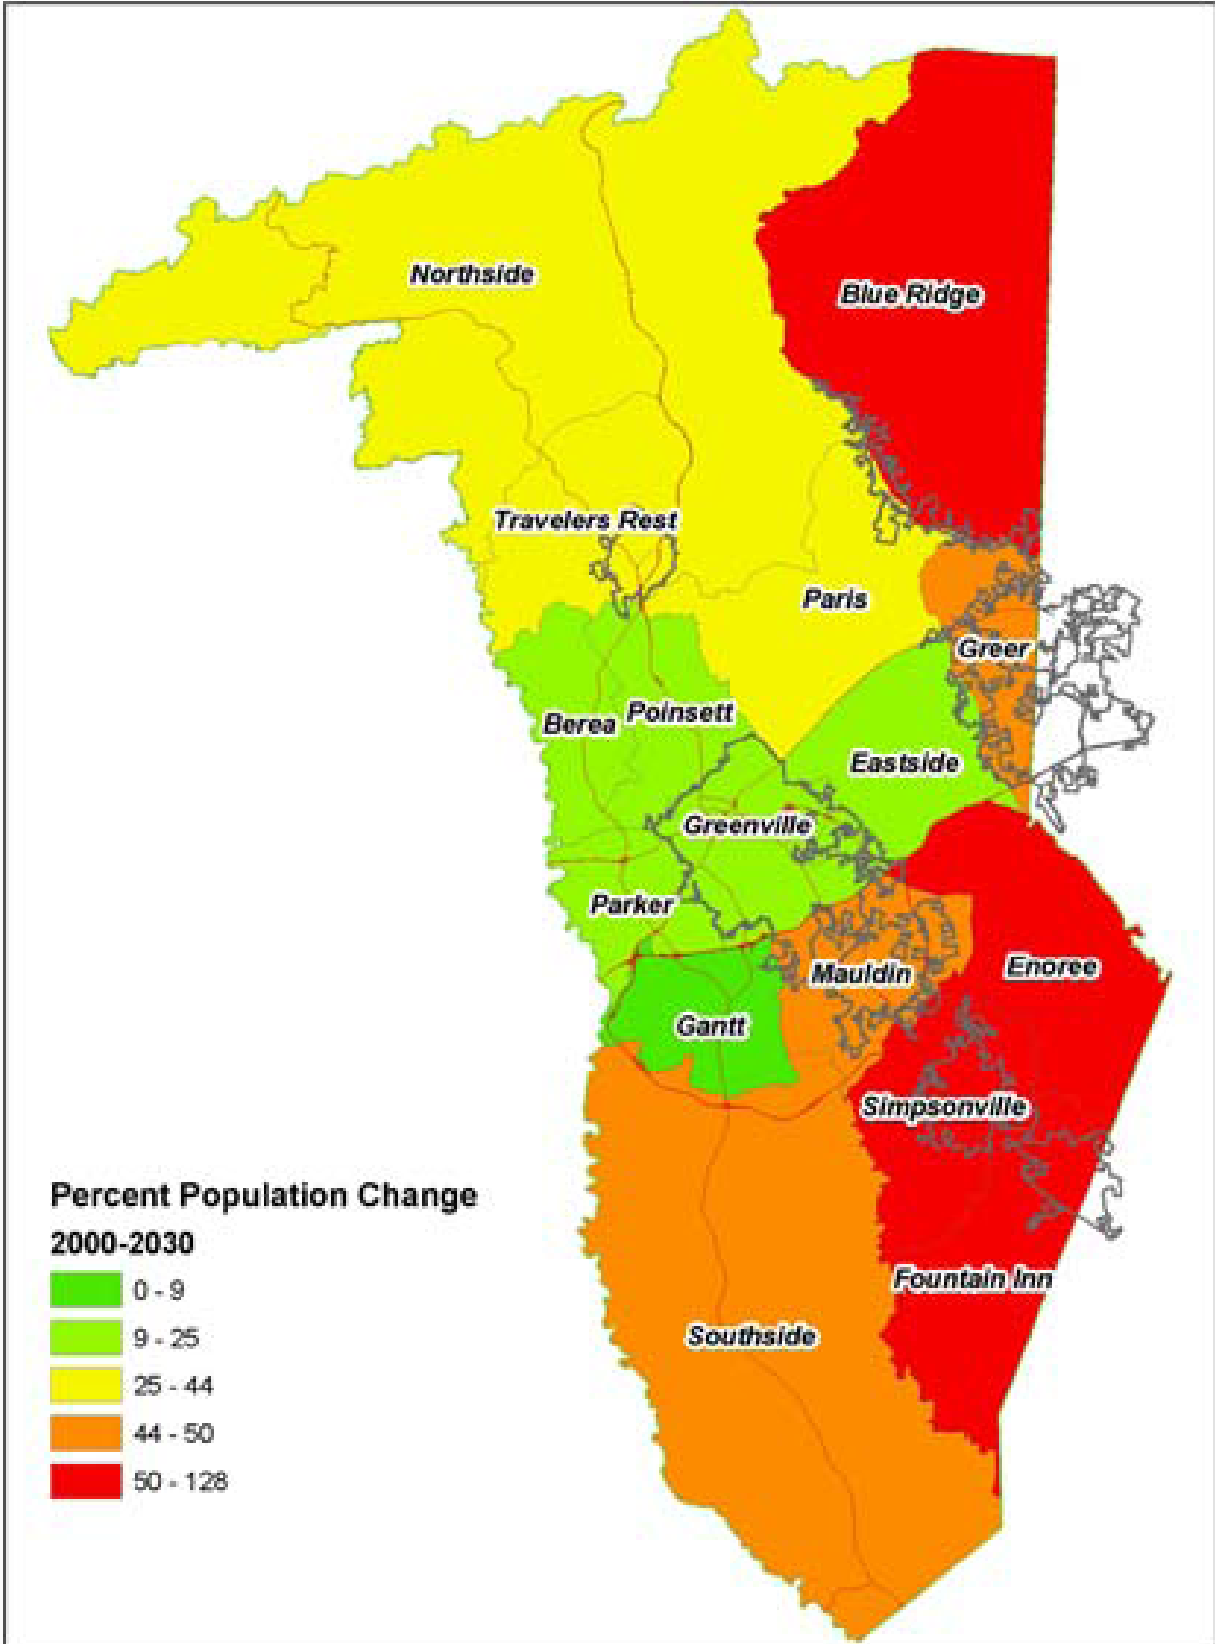 Northside
Blue Ridge
Travelers Rest
Paris
Greer
Berea
Poinsett
Eastside
Greenville
Parker
Mauldin
Enoree
Gantt
Simpsonville
Fountain Inn
Southside
Percent Population Change
2000-2030
0 - 9
9 - 25
25 - 44
44 - 50
50 - 128